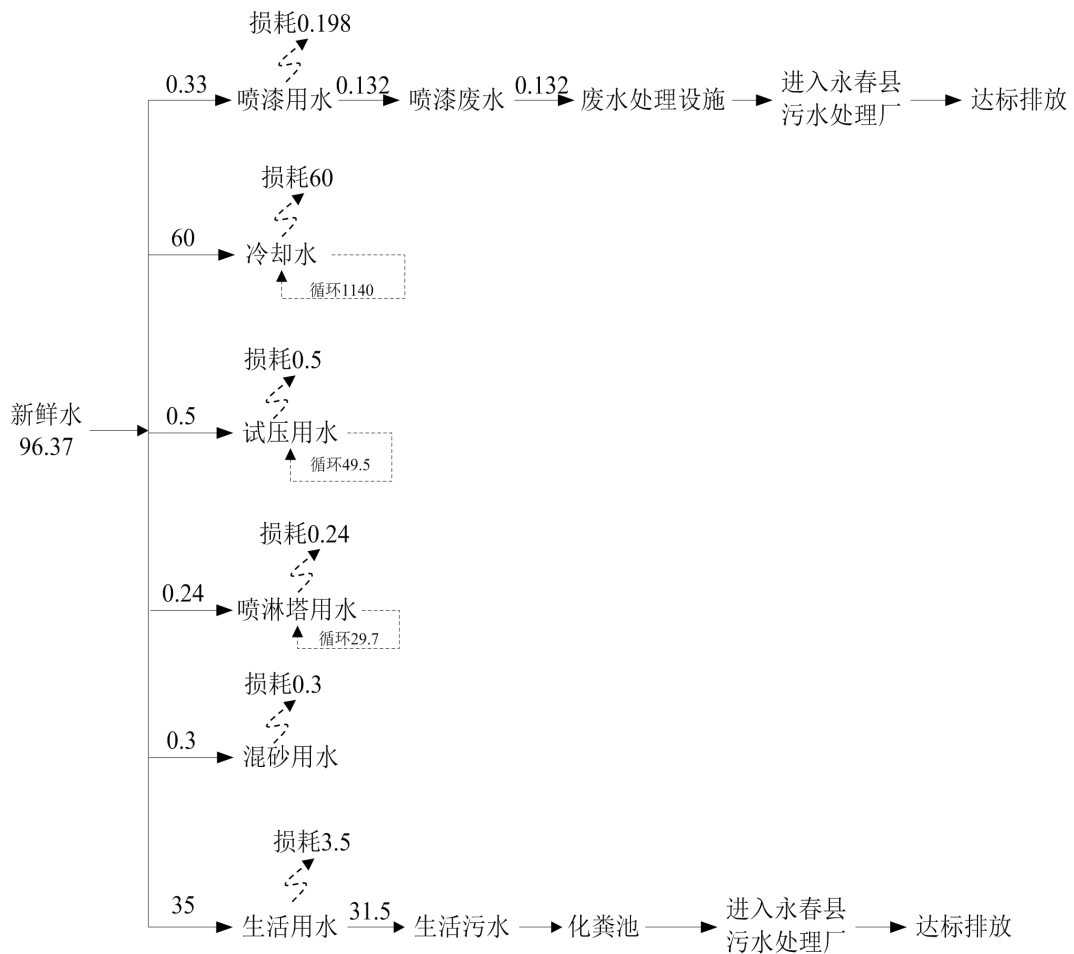 损耗0.198
0.33
喷漆用水
0.132
喷漆废水
0.132
废水处理设施
进入永春县
污水处理厂
达标排放
损耗60
60
冷却水
循环1140
损耗0.5
新鲜水
96.37
0.5
试压用水
循环49.5
损耗0.24
0.24
喷淋塔用水
循环29.7
损耗0.3
0.3
混砂用水
损耗3.5
35
生活用水
31.5
生活污水
化粪池
进入永春县
污水处理厂
达标排放